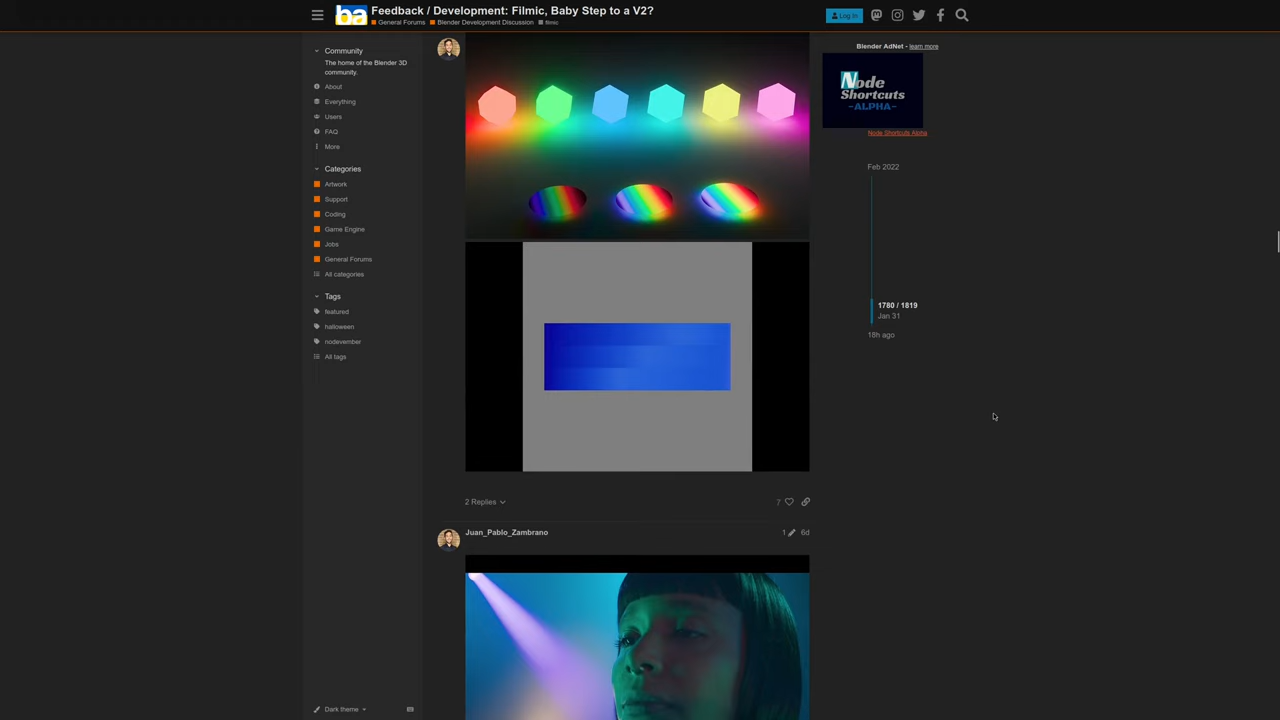 ba
Feedback / Development: Filmic, Baby Step to a V2?
General Forums Blender Development Discussion filmic
Log In
Community
The home of the Blender 3D
community.
About
Everything
Users
FAQ
More
Categories
Artwork
Support
Coding
Game Engine
Jobs
General Forums
All categories
Tags
featured
halloween
nodevember
All tags
Dark theme
2 Replies
7
Juan_Pablo_Zambrano
1 6d
Blender AdNet - learn more
Node
Shortcuts
-ALPHA-
Node Shortcuts Alpha
Feb 2022
1780 / 1819
Jan 31
18h ago